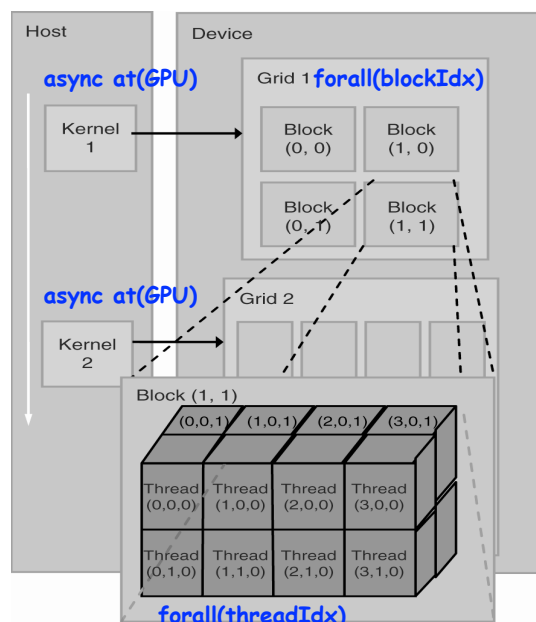 Host
Device
async at(GPU)
Grid 1 forall(blockIdx)
Kernel
1
Block
(0, 0)
Block
(1, 0)
Block
(0, 1)
Block
(1, 1)
async at(GPU)
Grid 2
Kernel
2
Block (1, 1)
(0,0,1) (1,0,1) (2,0,1) (3,0,1)
Thread
(0,0,0)
Thread
(1,0,0)
Thread
(2,0,0)
Thread
(3,0,0)
Thread
(0,1,0)
Thread
(1,1,0)
Thread
(2,1,0)
Thread
(3,1,0)
forall(threadIdx)